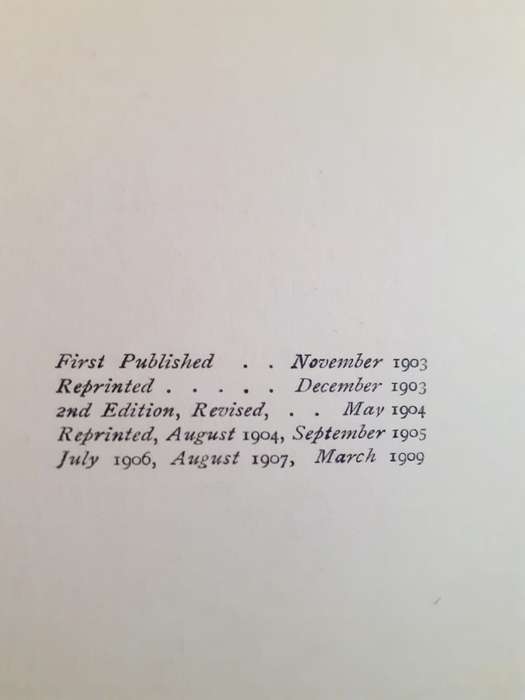 First Published . . November 1903
Reprinted . . . . . December 1903
2nd Edition, Revised, . . May 1904
Reprinted, August 1904, September 1905
July 1906, August 1907, March 1909